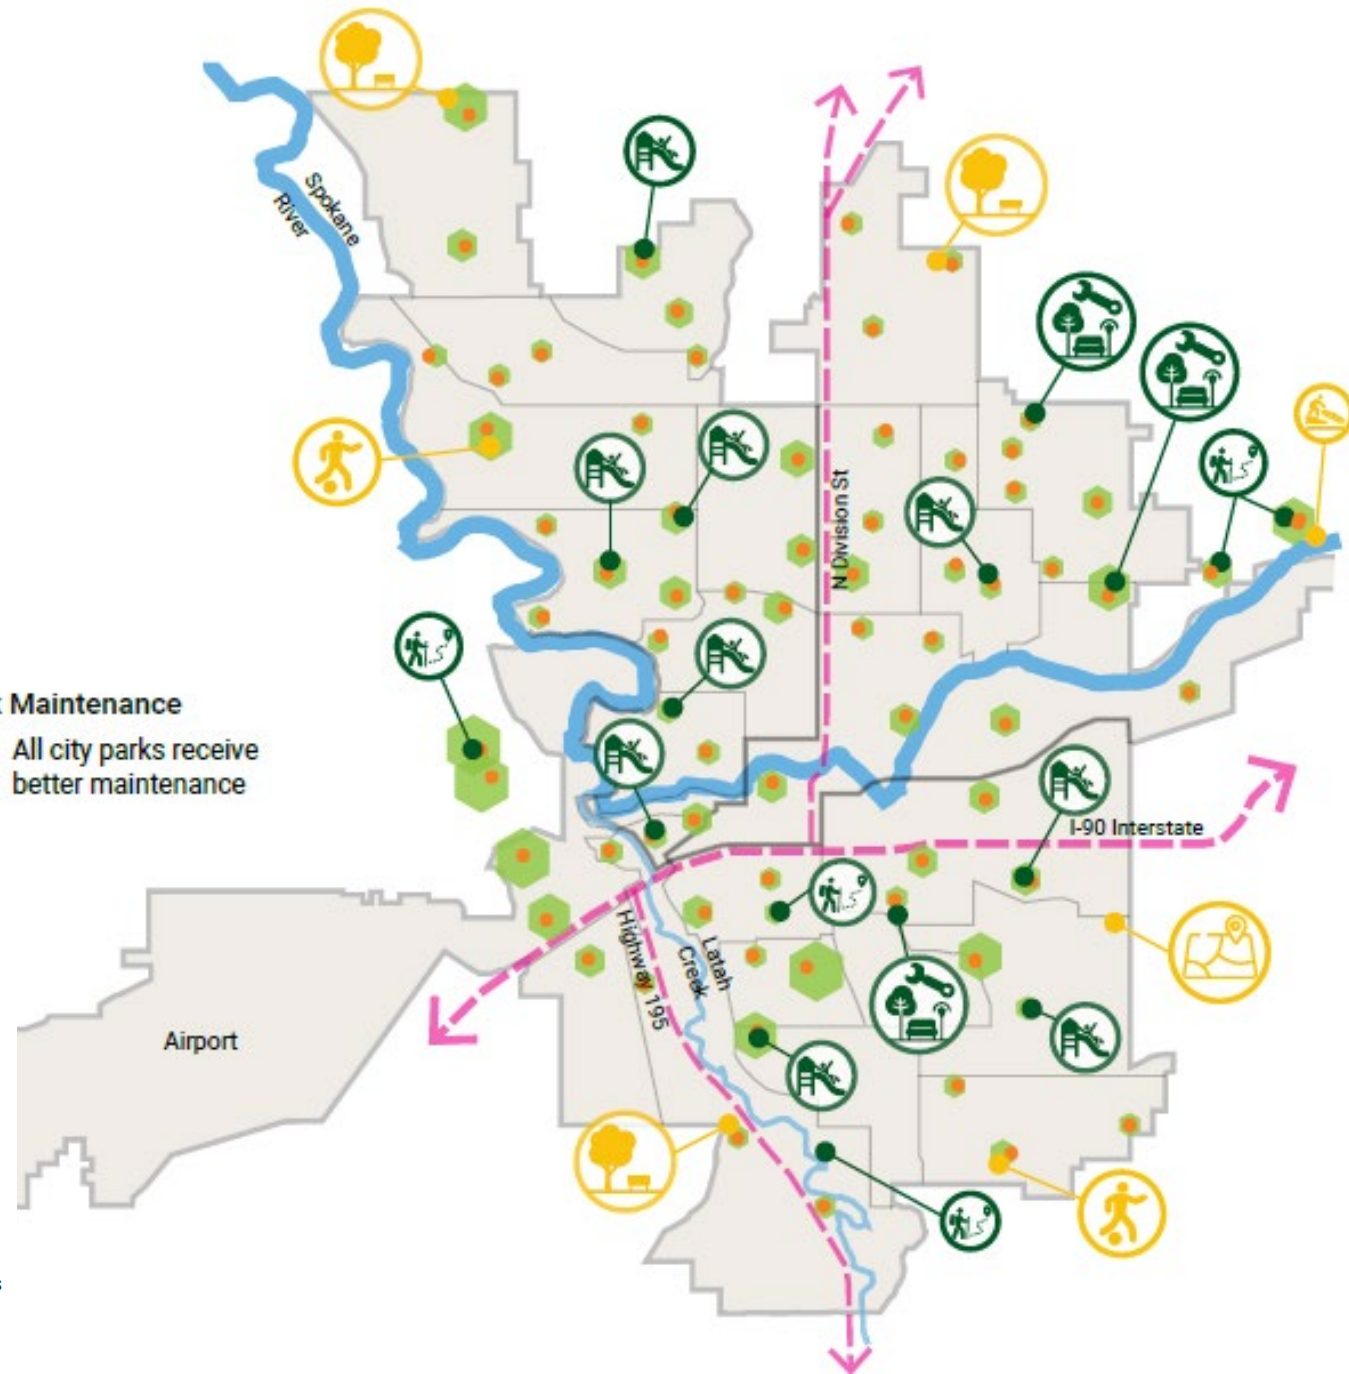 Spokane
River
N Division St
Maintenance
All city parks receive
better maintenance
I-90 Interstate
Highway 195
Latah
Creek
Airport